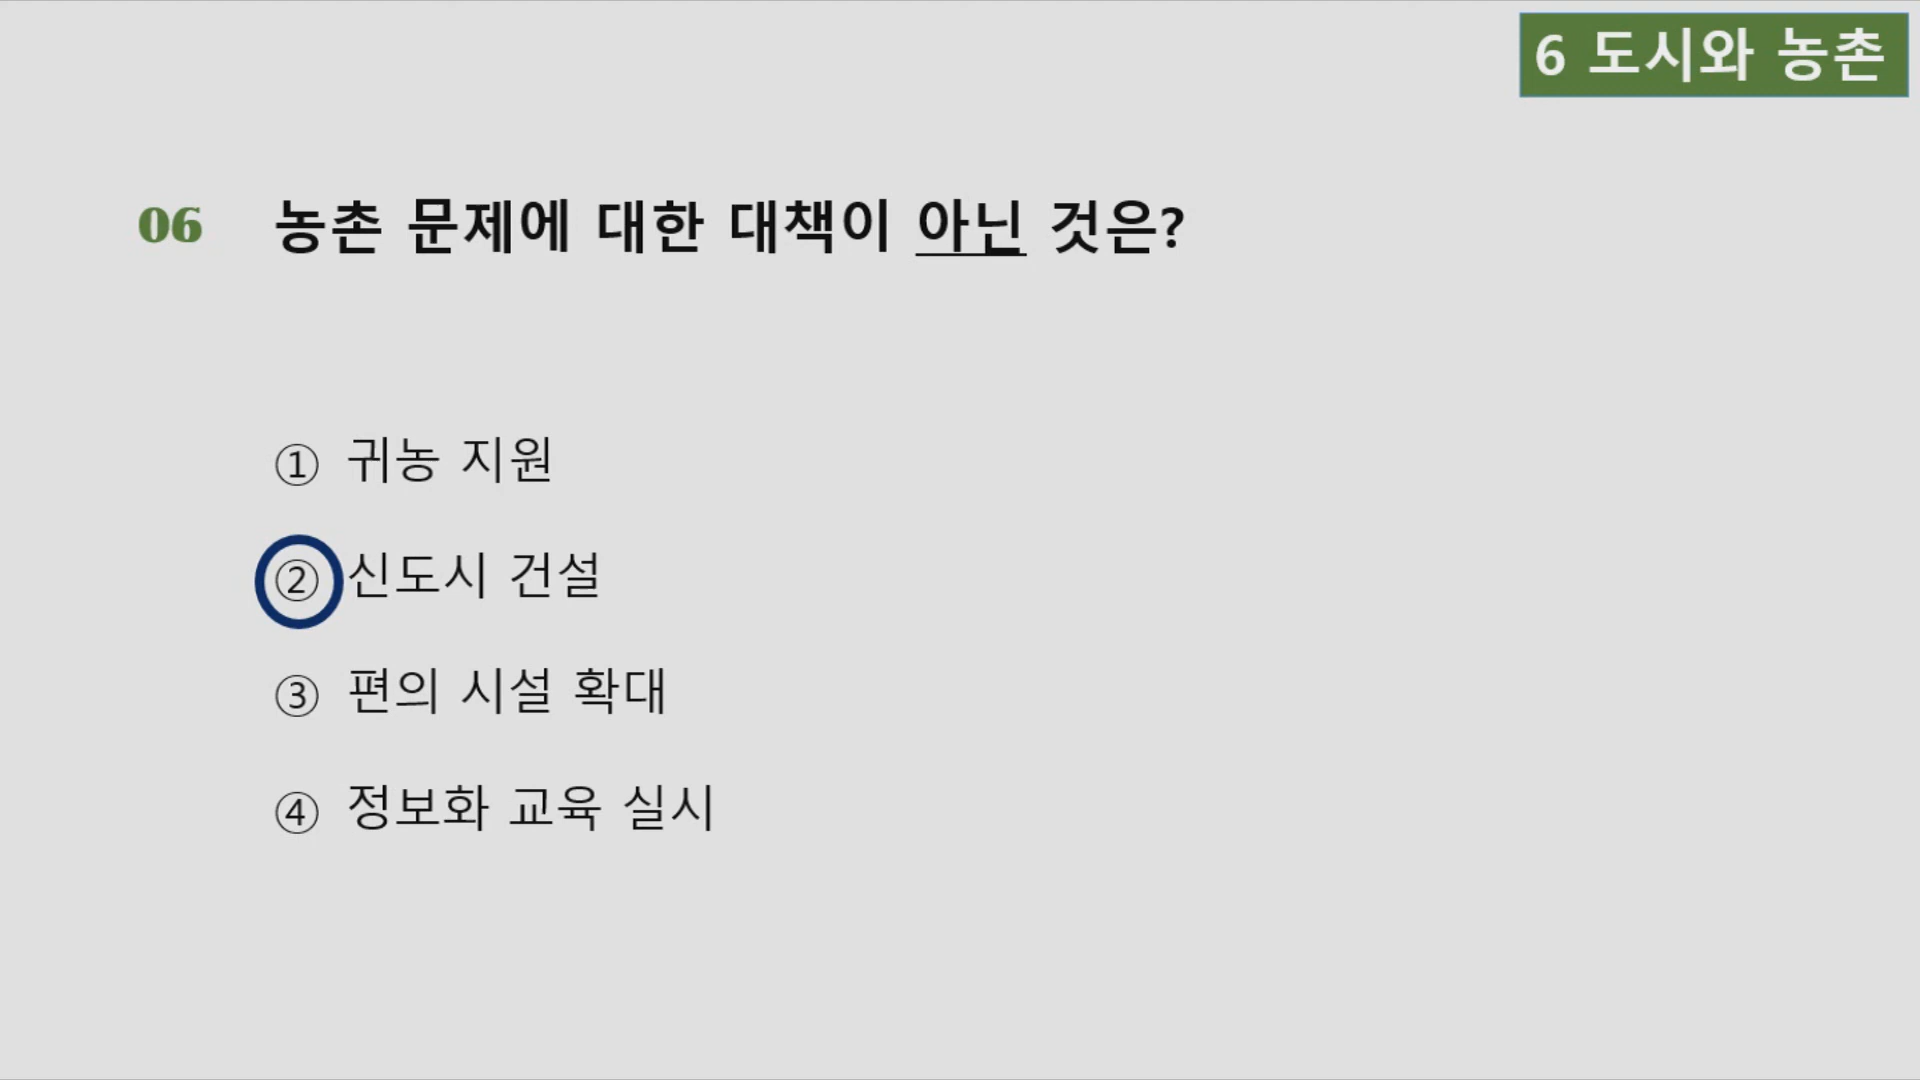 6 도시와 농촌
06 농촌 문제에 대한 대책이 아닌 것은?
① 귀농 지원
② 신도시 건설
③ 편의 시설 확대
④ 정보화 교육 실시